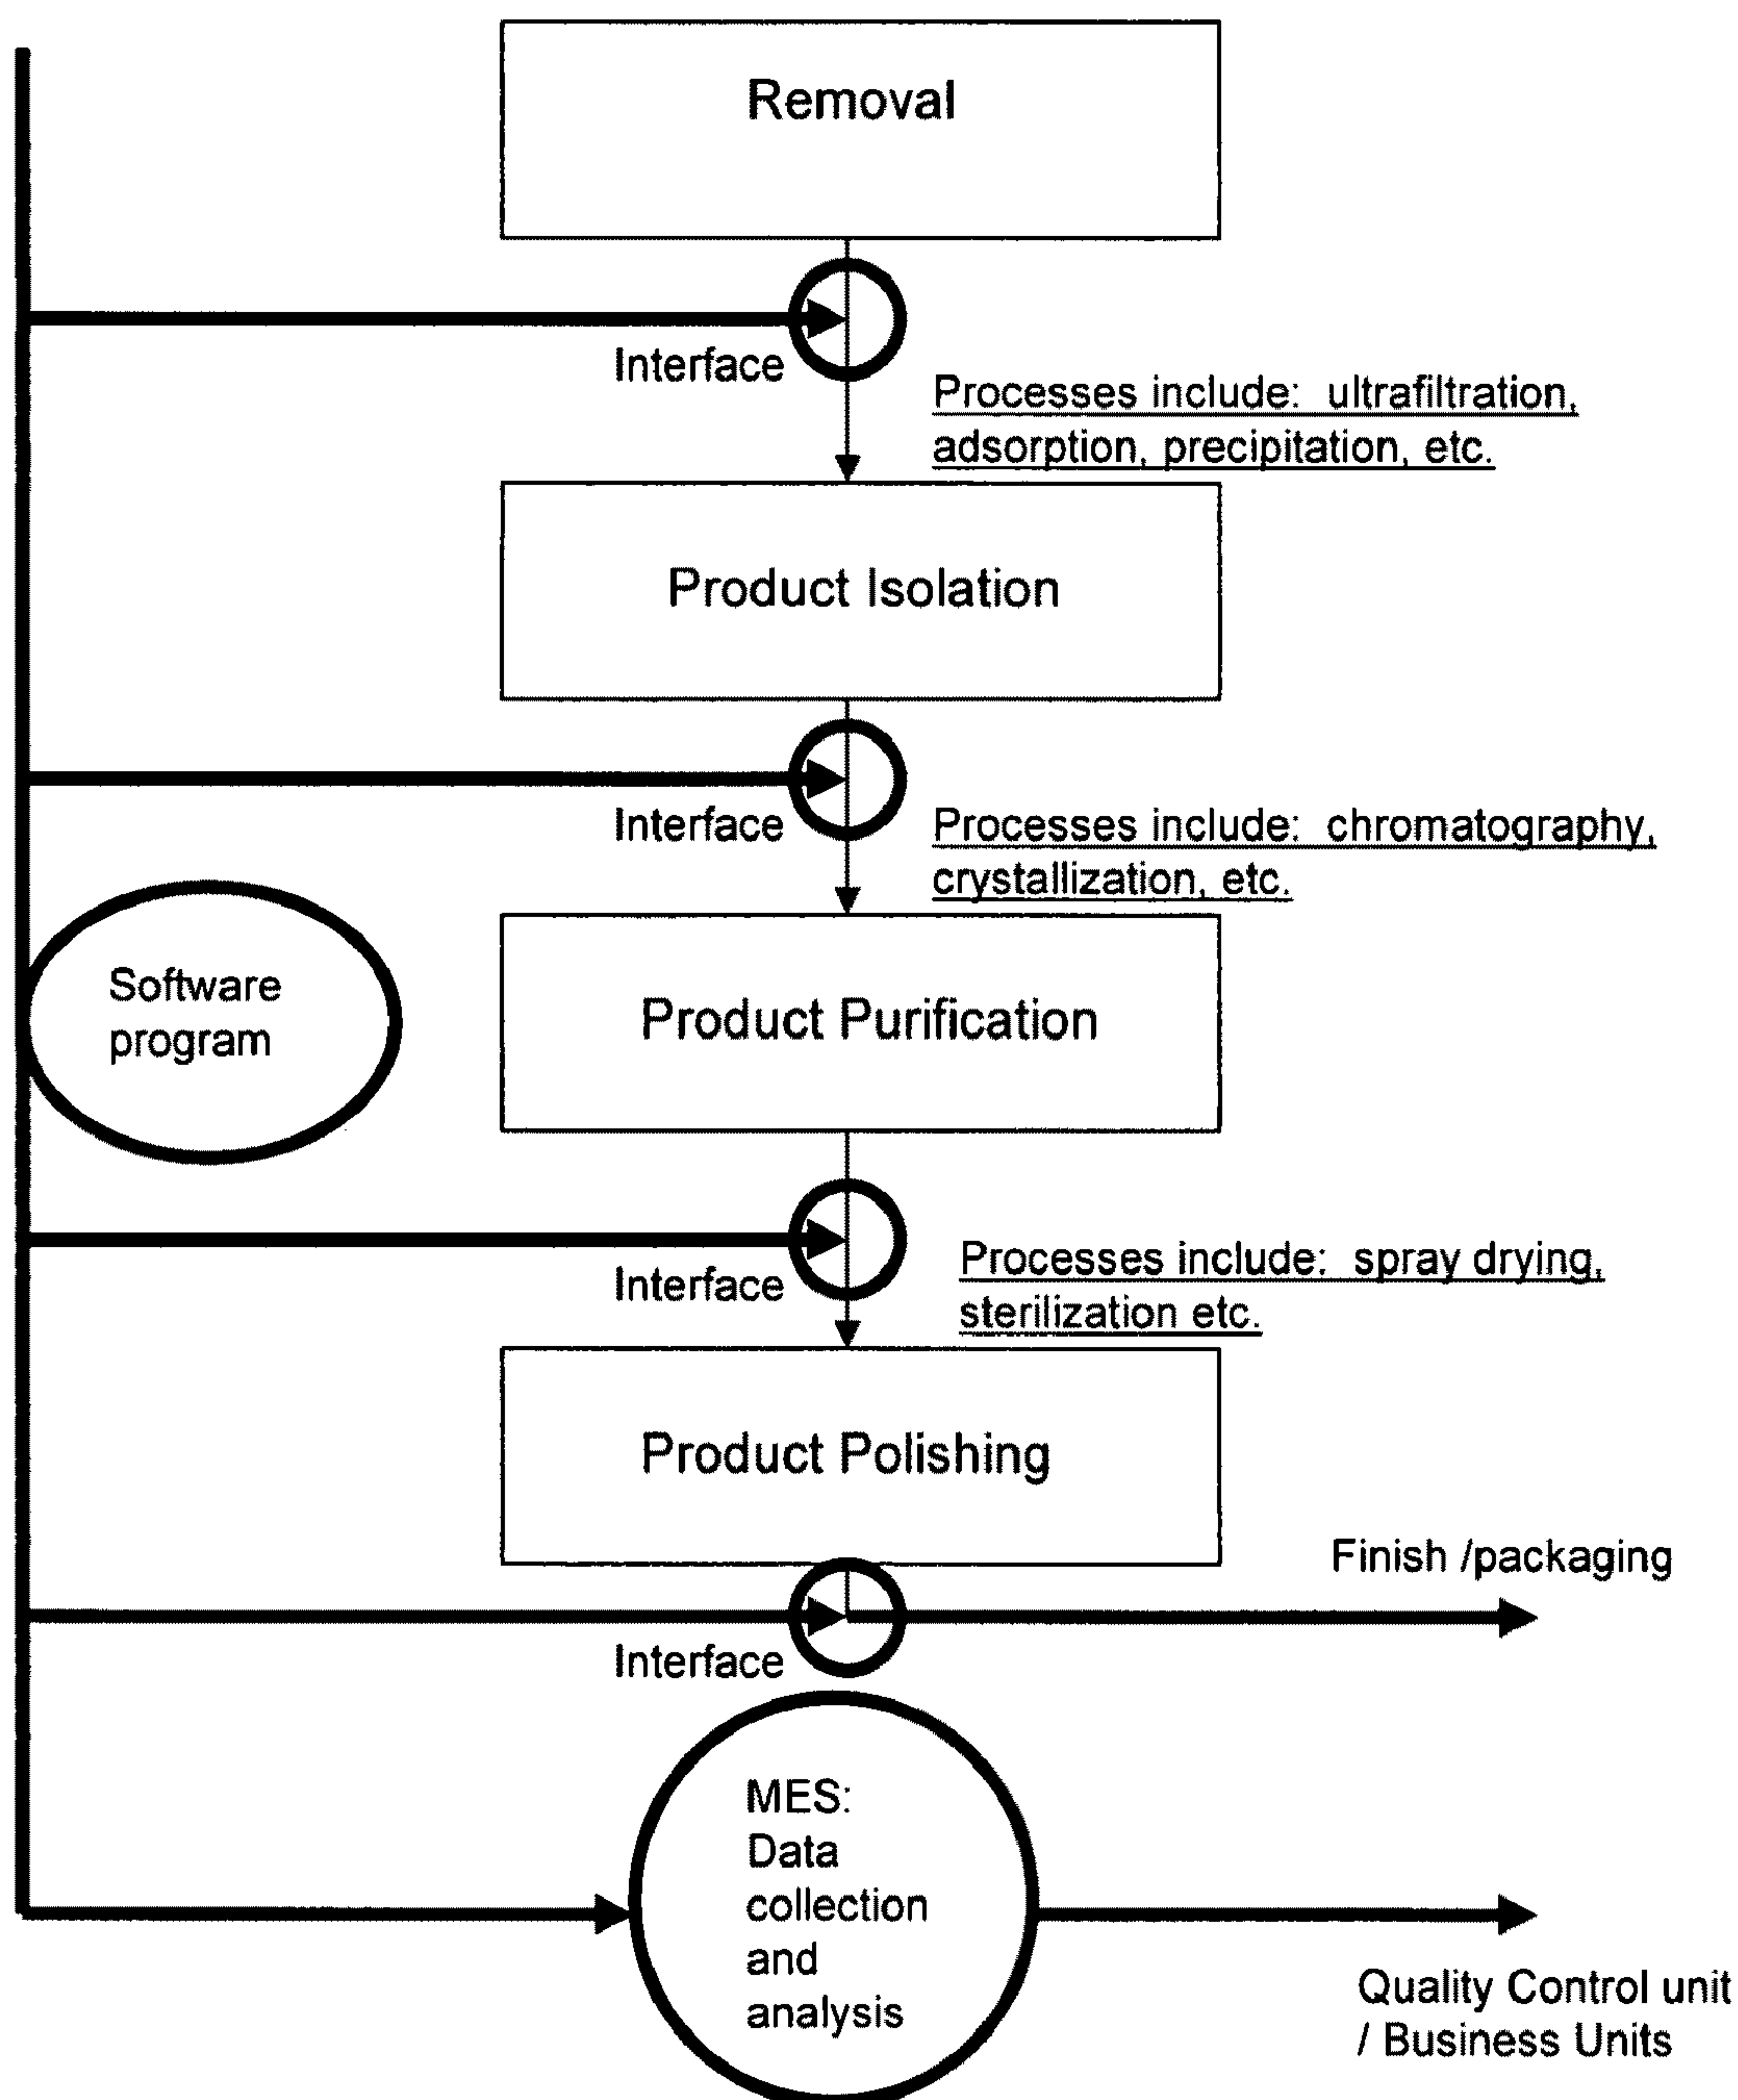 Removal
Interface
Processes include: ultrafiltration,
adsorption, precipitation, etc.
Product Isolation
Interface
Processes include: chromatography,
crystallization, etc.
Software
program
Product Purification
Interface
Processes include: spray drying,
sterilization etc.
Product Polishing
Finish /packaging
Interface
MES:
Data
collection
and
analysis
Quality Control unit
/ Business Units